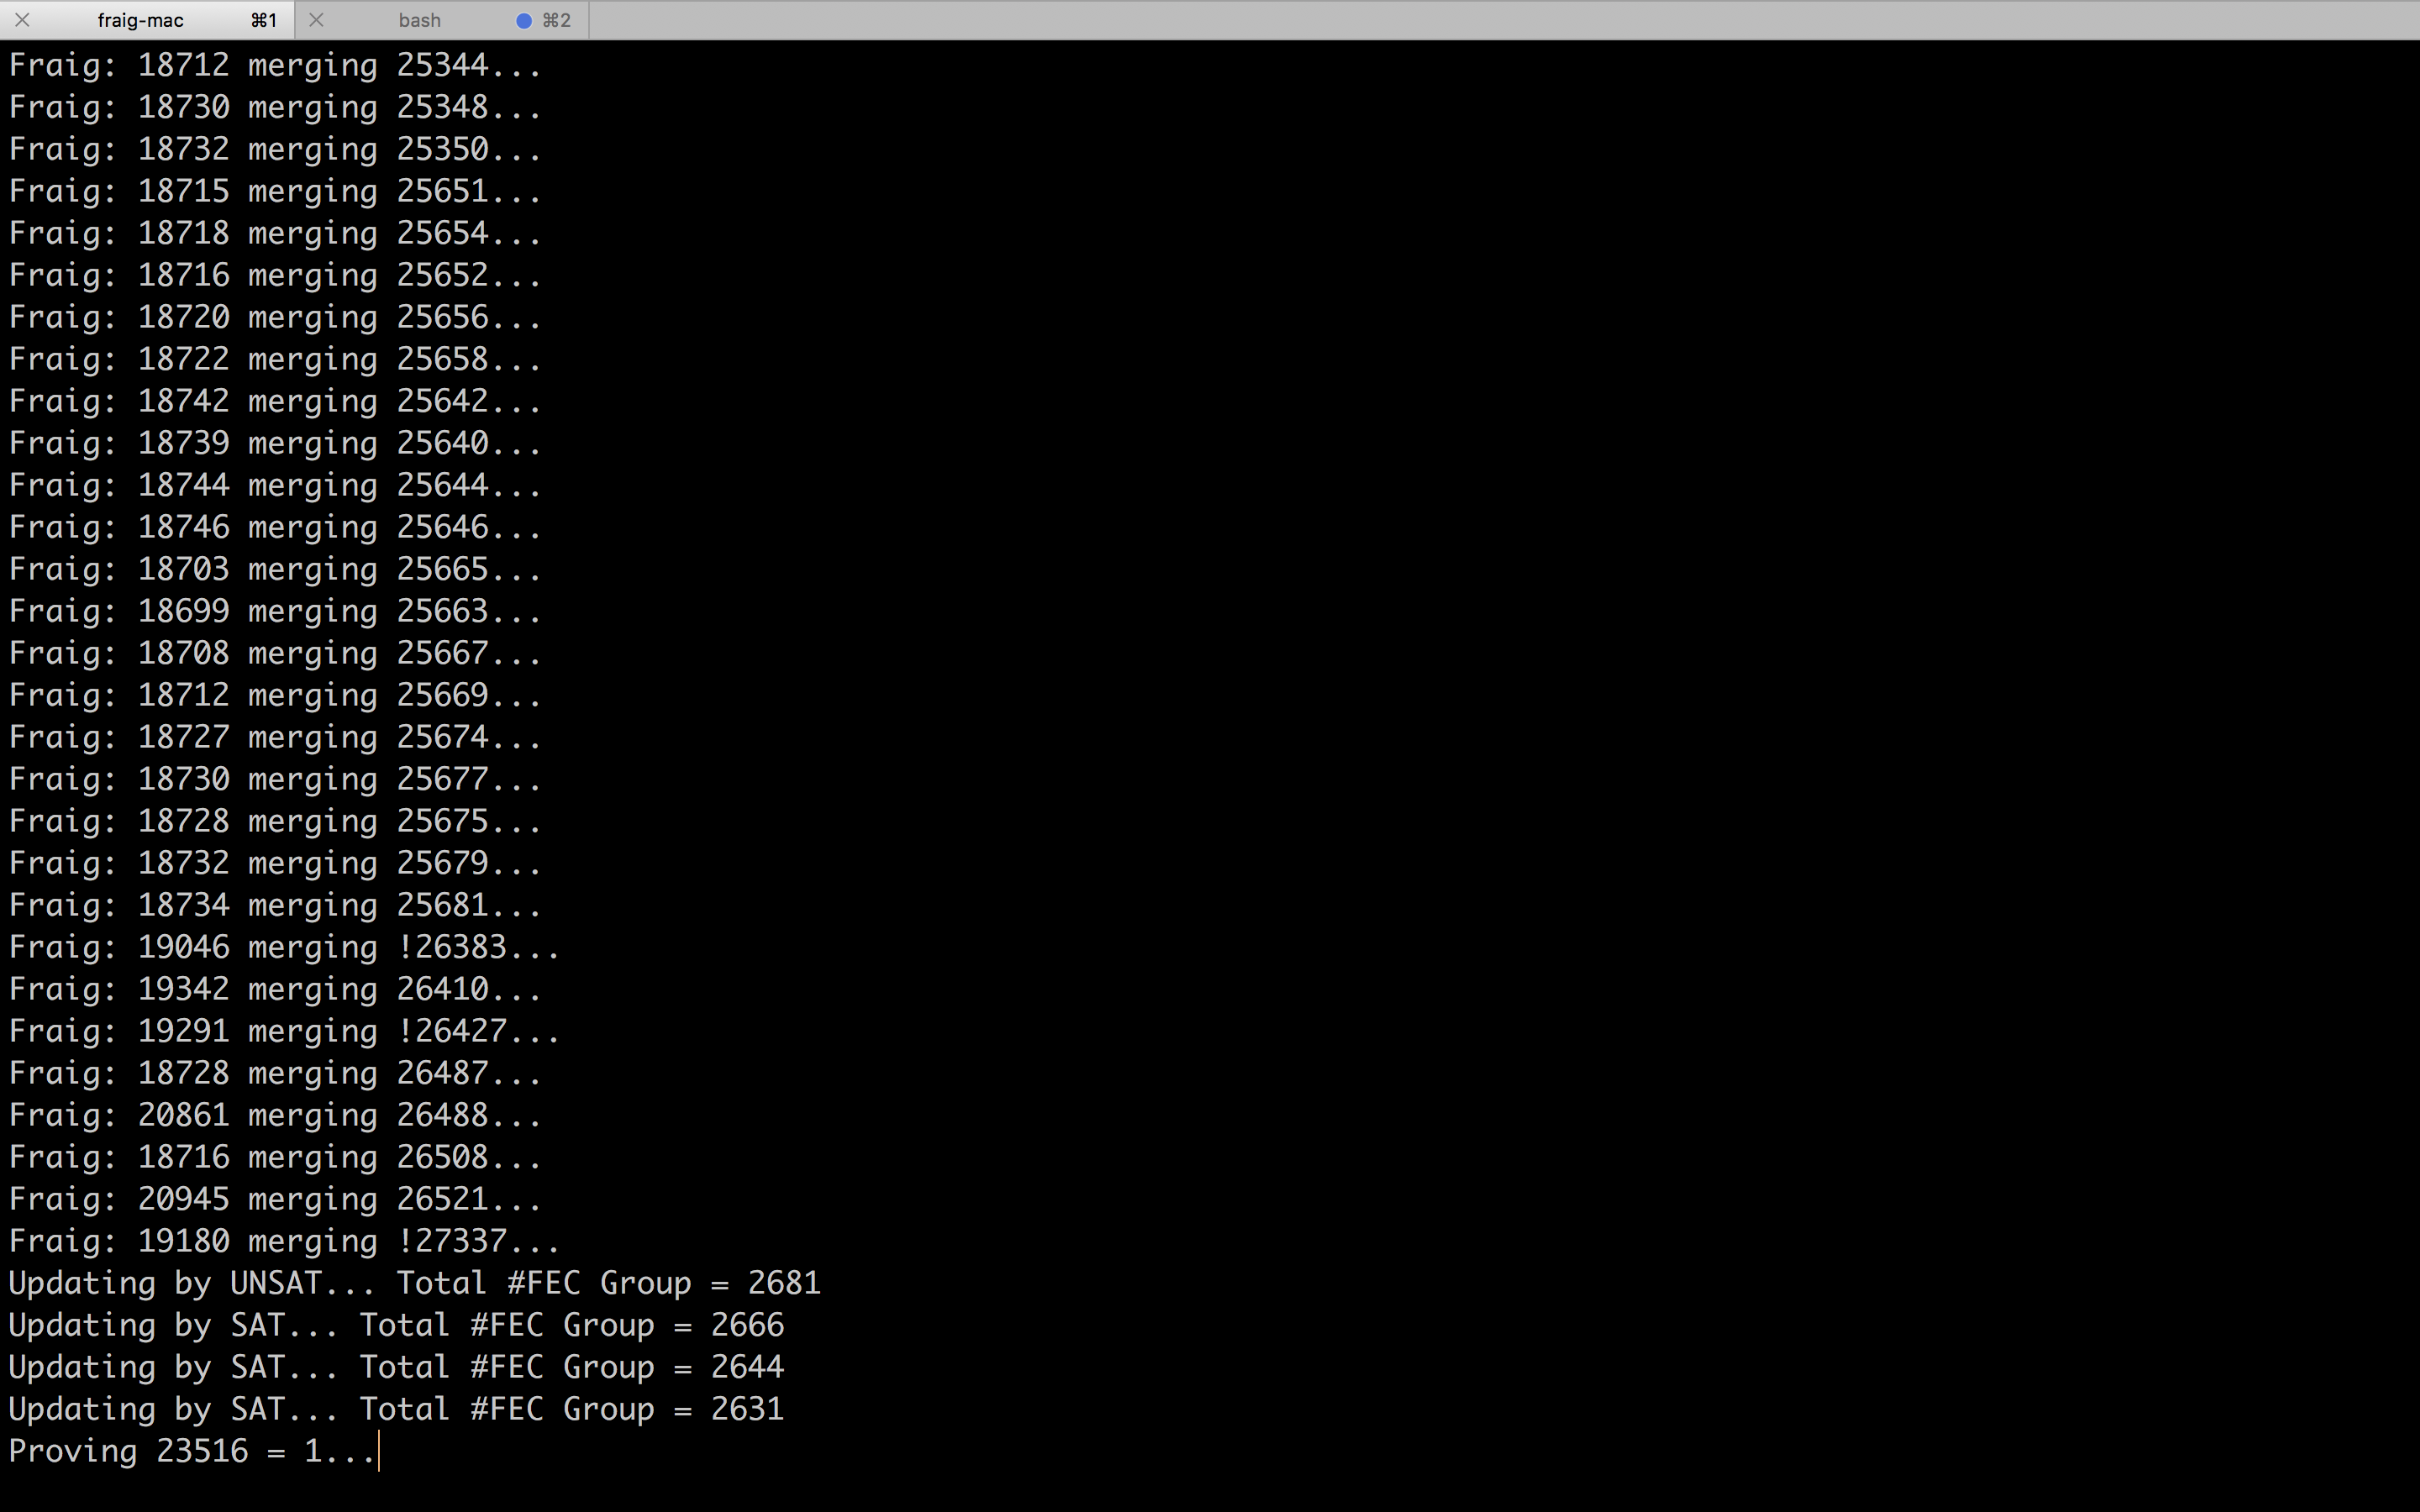 fraig-mac ⌘1 bash ⌘2
Fraig: 18712 merging 25344...
Fraig: 18730 merging 25348...
Fraig: 18732 merging 25350...
Fraig: 18715 merging 25651...
Fraig: 18718 merging 25654...
Fraig: 18716 merging 25652...
Fraig: 18720 merging 25656...
Fraig: 18722 merging 25658...
Fraig: 18742 merging 25642...
Fraig: 18739 merging 25640...
Fraig: 18744 merging 25644...
Fraig: 18746 merging 25646...
Fraig: 18703 merging 25665...
Fraig: 18699 merging 25663...
Fraig: 18708 merging 25667...
Fraig: 18712 merging 25669...
Fraig: 18727 merging 25674...
Fraig: 18730 merging 25677...
Fraig: 18728 merging 25675...
Fraig: 18732 merging 25679...
Fraig: 18734 merging 25681...
Fraig: 19046 merging !26383...
Fraig: 19342 merging 26410...
Fraig: 19291 merging !26427...
Fraig: 18728 merging 26487...
Fraig: 20861 merging 26488...
Fraig: 18716 merging 26508...
Fraig: 20945 merging 26521...
Fraig: 19180 merging !27337...
Updating by UNSAT... Total #FEC Group = 2681
Updating by SAT... Total #FEC Group = 2666
Updating by SAT... Total #FEC Group = 2644
Updating by SAT... Total #FEC Group = 2631
Proving 23516 = 1...